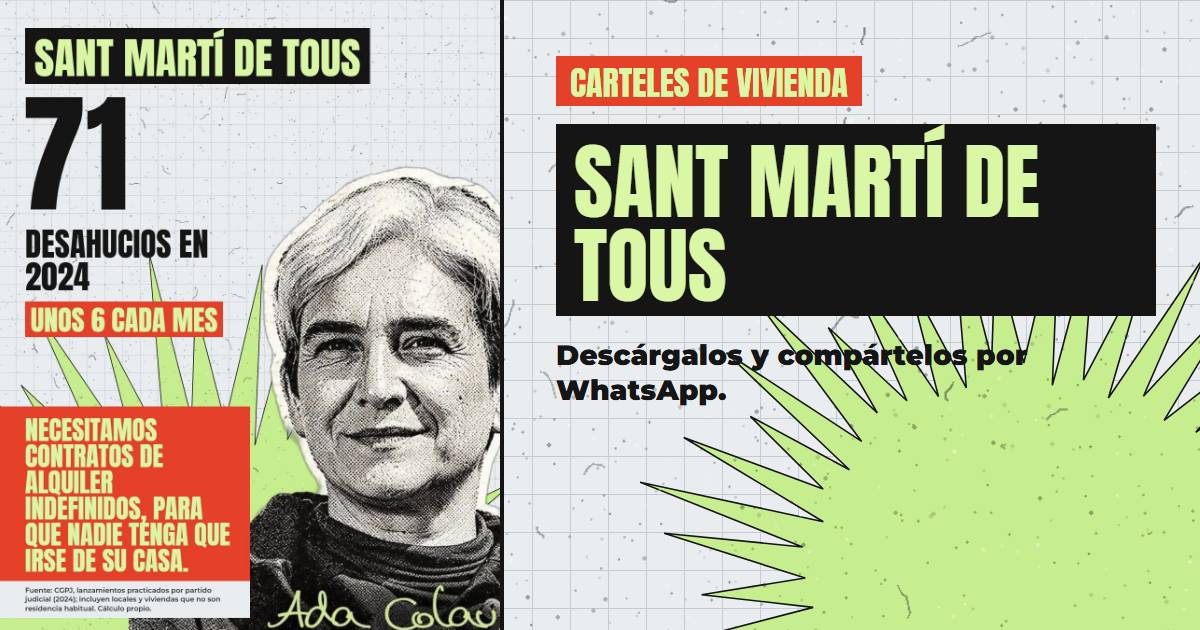 SANT MARTÍ DE TOUS
71
DESAHUCIOS EN
2024
UNOS 6 CADA MES
NECESITAMOS
CONTRATOS DE
ALQUILER
INDEFINIDOS, PARA
QUE NADIE TENGA QUE
IRSE DE SU CASA.
Fuente: CGPJ, lanzamientos practicados por partido
judicial (2024); incluyen locales y viviendas que no son
residencia habitual. Cálculo propio.
Ada Colau
CARTELES DE VIVIENDA
SANT MARTÍ DE
TOUS
Descárgalos y compártelos por
WhatsApp.